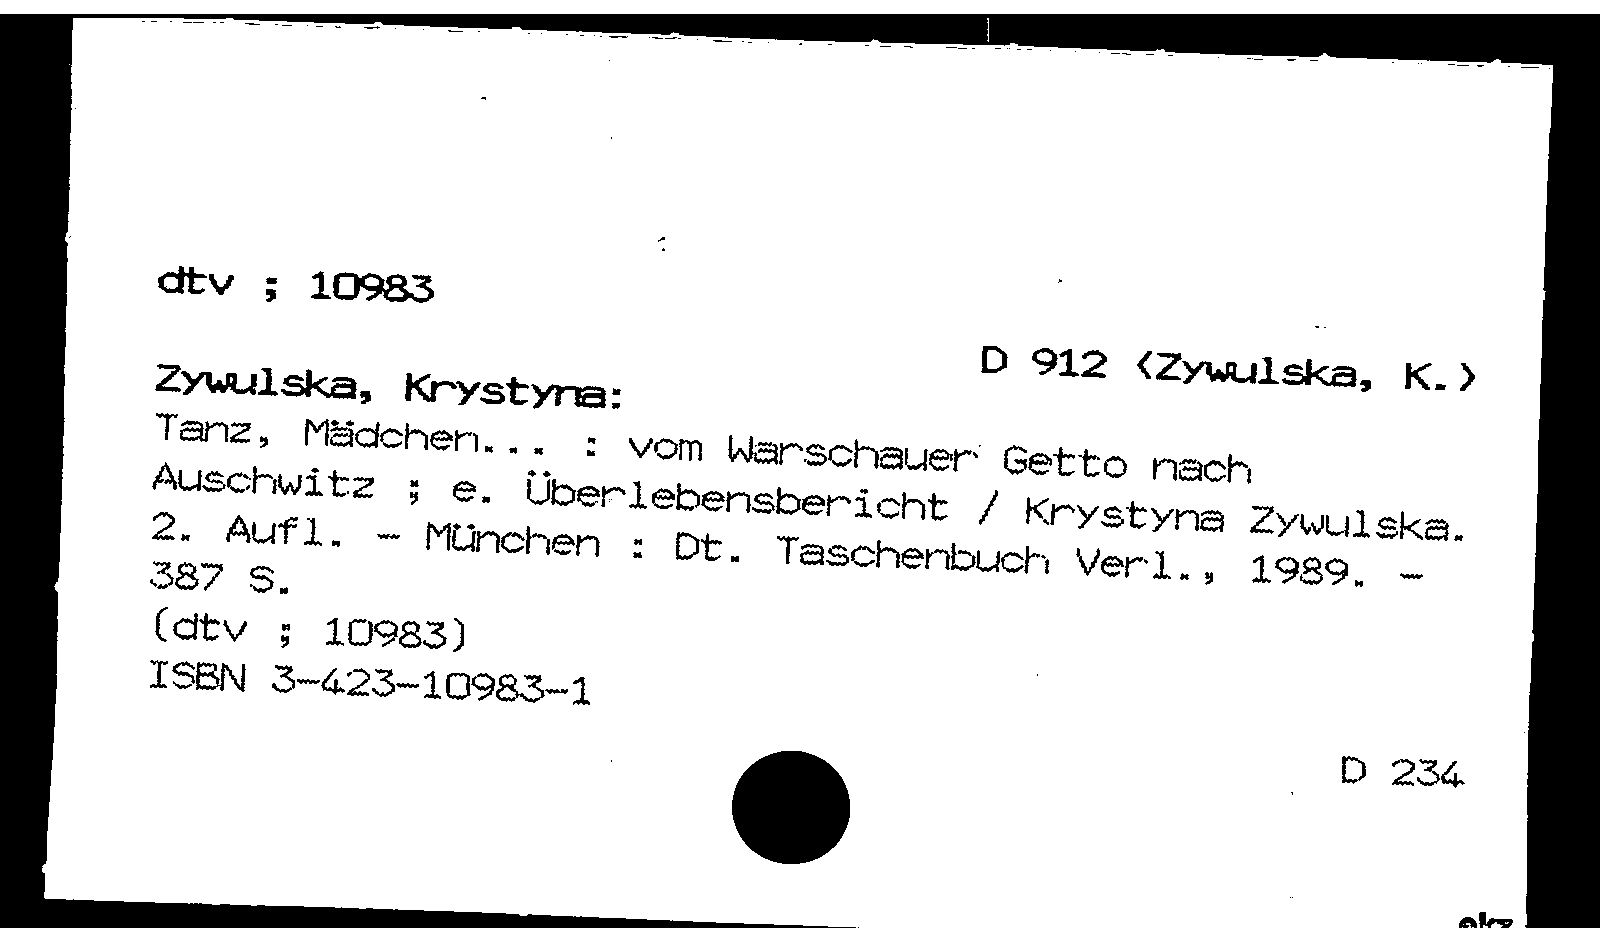 dtv ; 10983
D 912 <Zywulska, K.>
Zywulska, Krystyna:
Tanz, Mädchen... : vom Warschauer Getto nach
Auschwitz ; e. Überlebensbericht / Krystyna Zywulska.
2. Aufl. - München : Dt. Taschenbuch Verl., 1989. -
387 S.
(dtv ; 10983)
ISBN 3-423-10983-1
D 234
ekz